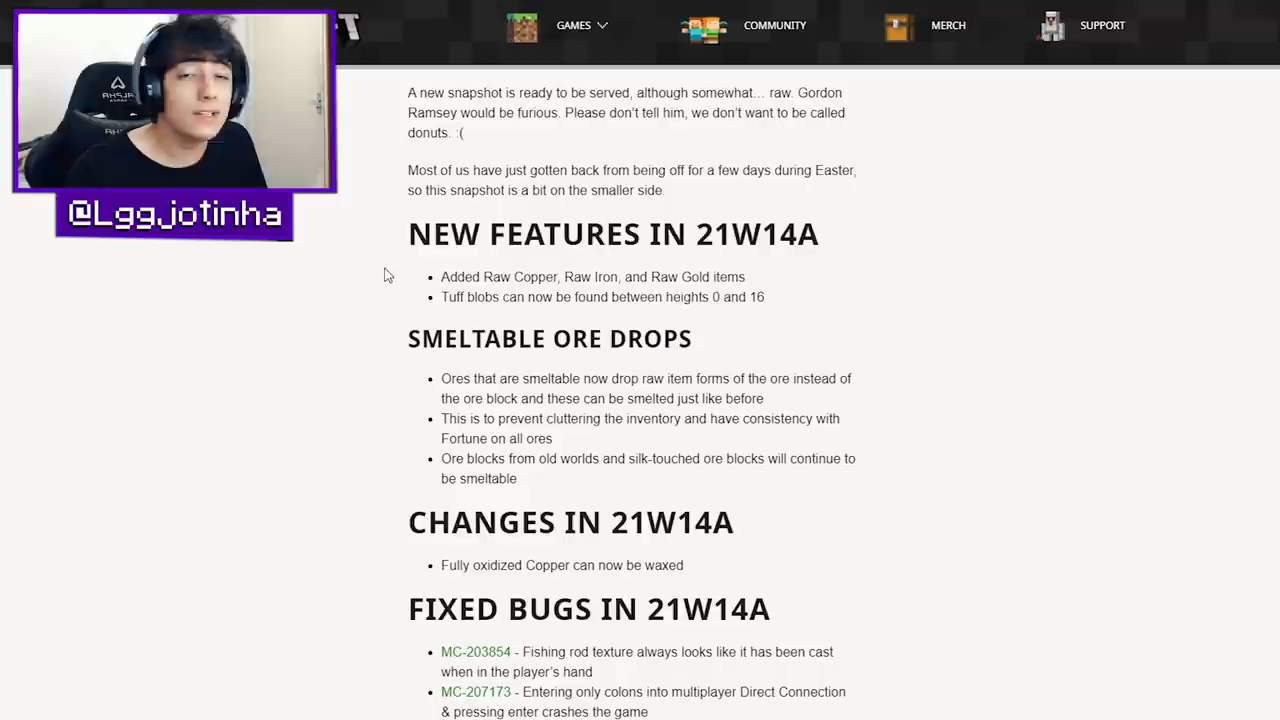 GAMES
COMMUNITY
MERCH
SUPPORT
@Lggjotinha
A new snapshot is ready to be served, although somewhat… raw. Gordon
Ramsey would be furious. Please don’t tell him, we don’t want to be called
donuts. :(
Most of us have just gotten back from being off for a few days during Easter,
so this snapshot is a bit on the smaller side.
NEW FEATURES IN 21W14A
Added Raw Copper, Raw Iron, and Raw Gold items
Tuff blobs can now be found between heights 0 and 16
SMELTABLE ORE DROPS
Ores that are smeltable now drop raw item forms of the ore instead of
the ore block and these can be smelted just like before
This is to prevent cluttering the inventory and have consistency with
Fortune on all ores
Ore blocks from old worlds and silk-touched ore blocks will continue to
be smeltable
CHANGES IN 21W14A
Fully oxidized Copper can now be waxed
FIXED BUGS IN 21W14A
MC-203854 - Fishing rod texture always looks like it has been cast
when in the player’s hand
MC-207173 - Entering only colons into multiplayer Direct Connection
& pressing enter crashes the game